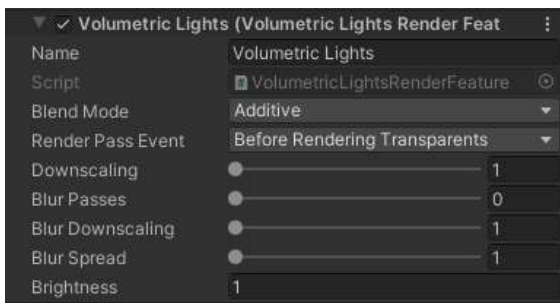 Volumetric Lights (Volumetric Lights Render Feat
Name Volumetric Lights
Script VolumetricLightsRenderFeature
Blend Mode Additive
Render Pass Event Before Rendering Transparents
Downscaling 1
Blur Passes 0
Blur Downscaling 1
Blur Spread 1
Brightness 1